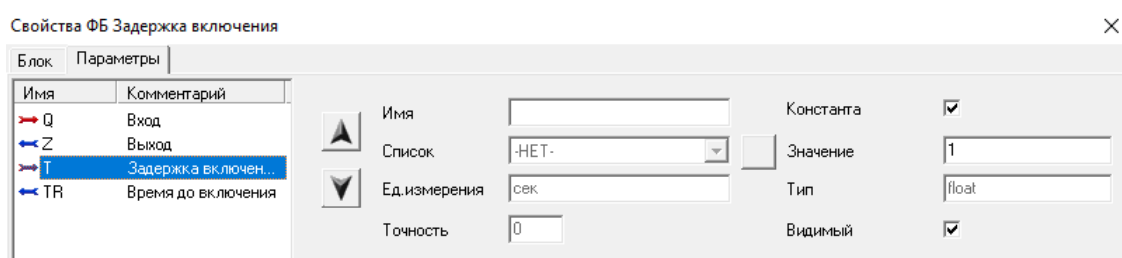 Свойства ФБ Задержка включения
Блок Параметры
Имя Комментарий
Q Вход
Z Выход
T Задержка включен...
TR Время до включения
Имя
Список -НЕТ-
Ед.измерения сек
Точность 0
Константа
Значение 1
Тип float
Видимый